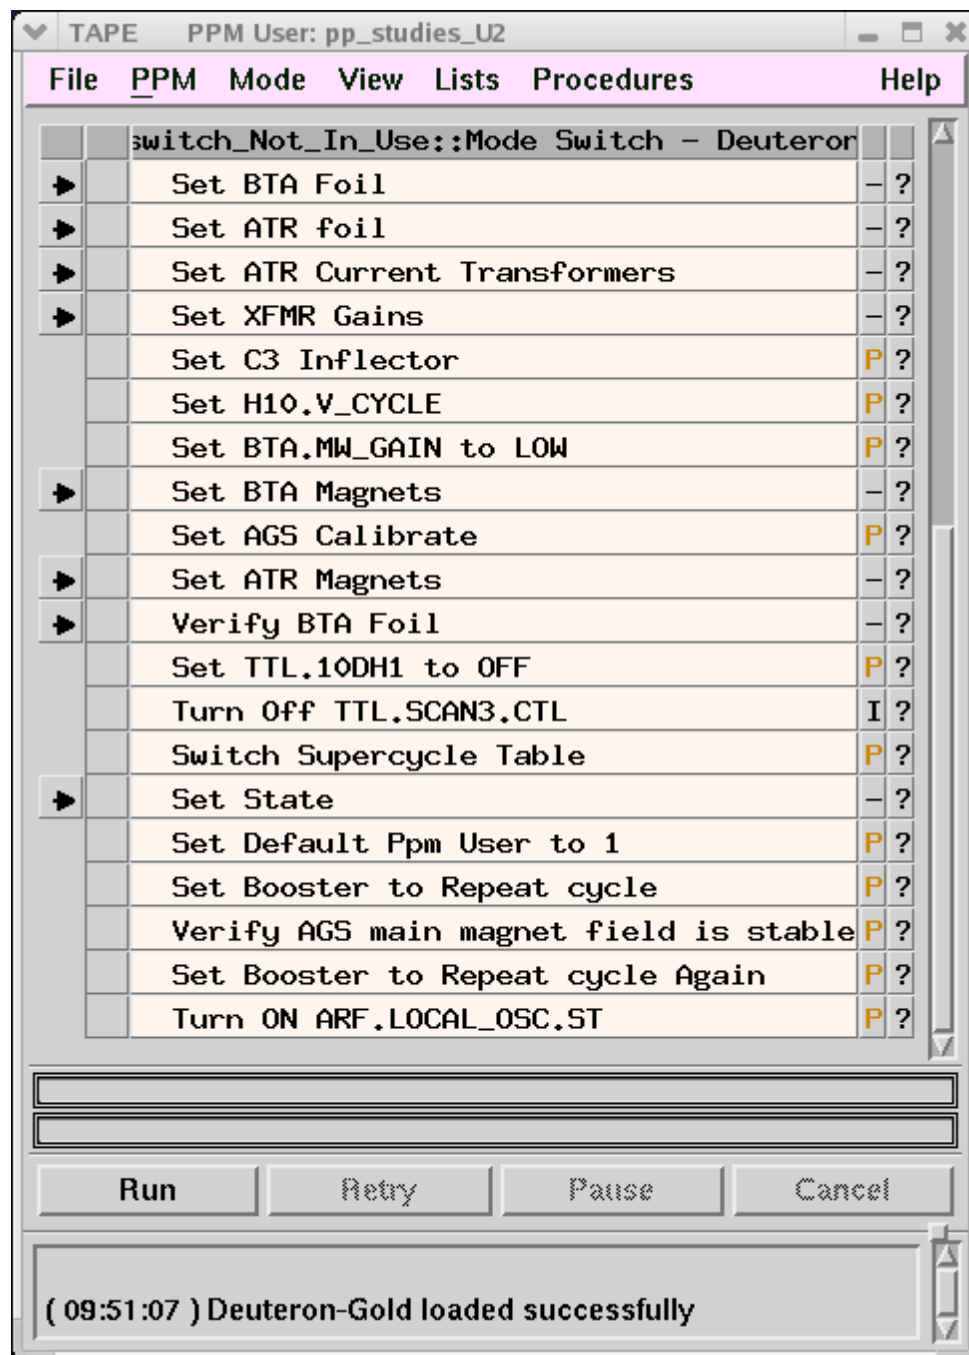 TAPE PPM User: pp_studies_U2
File PPM Mode View Lists Procedures Help
switch_Not_In_Use::Mode Switch - Deuteron
Set BTA Foil - ?
Set ATR foil - ?
Set ATR Current Transformers - ?
Set XFMR Gains - ?
Set C3 Inflector P ?
Set H10.V_CYCLE P ?
Set BTA.MW_GAIN to LOW P ?
Set BTA Magnets - ?
Set AGS Calibrate P ?
Set ATR Magnets - ?
Verify BTA Foil - ?
Set TTL.10DH1 to OFF P ?
Turn Off TTL.SCAN3.CTL I ?
Switch Supercycle Table P ?
Set State - ?
Set Default Ppm User to 1 P ?
Set Booster to Repeat cycle P ?
Verify AGS main magnet field is stable P ?
Set Booster to Repeat cycle Again P ?
Turn ON ARF.LOCAL_OSC.ST P ?
Run Retry Pause Cancel
( 09:51:07 ) Deuteron-Gold loaded successfully